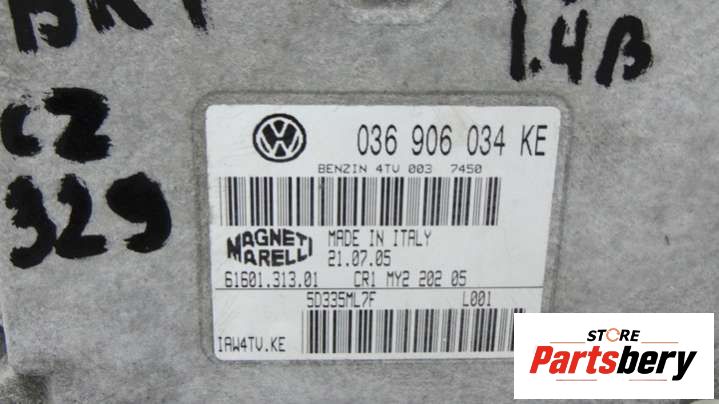 1.4B
CZ
329
036 906 034 KE
BENZIN 4TV 003 7450
MAGNETI
MARELLI
MADE IN ITALY
21.07.05
61601.313.01 CR1 MY2 202 05
5D335ML7F L001
IAW4TV.KE
STORE
Partsbery